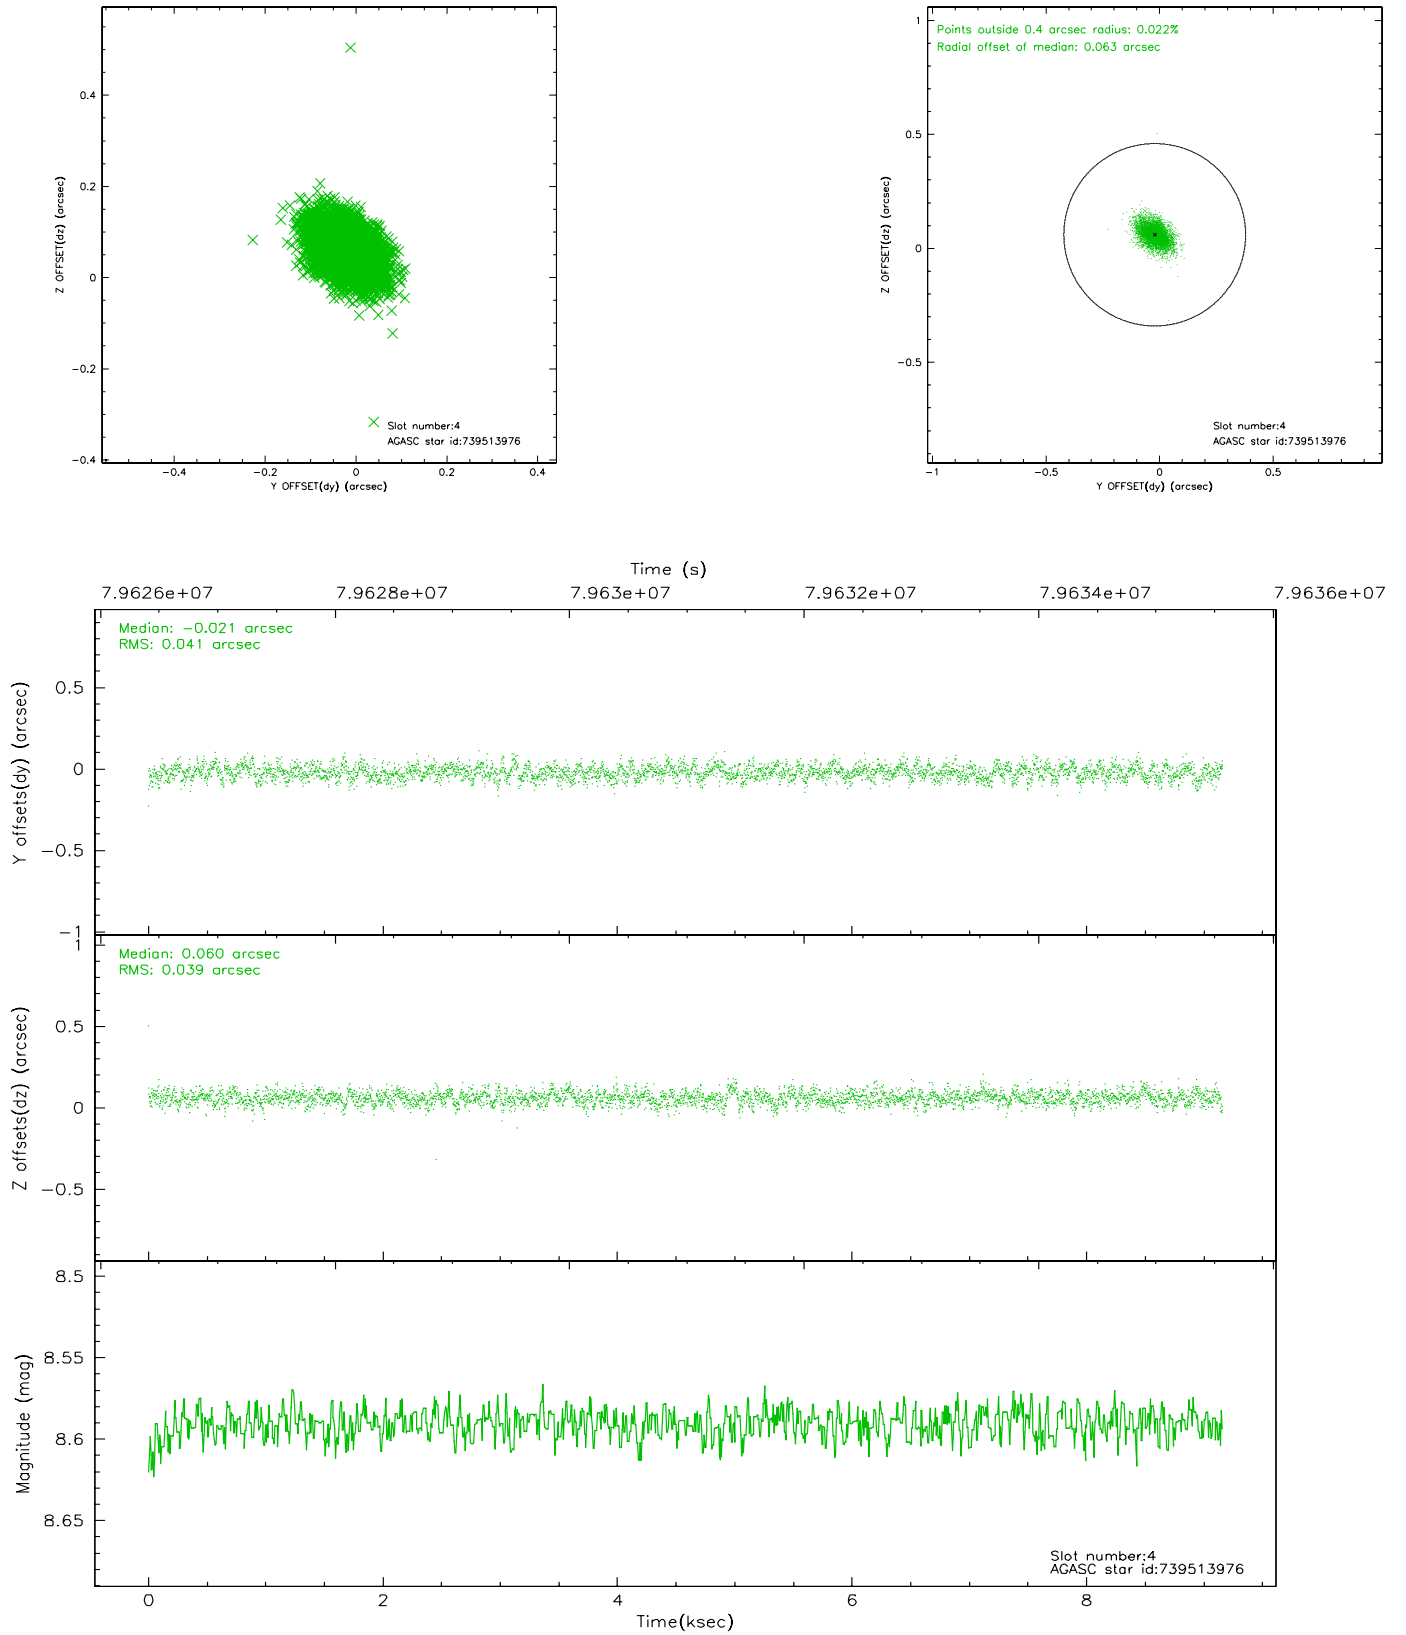 Points outside 0.4 arcsec radius: 0.022%
Radial offset of median: 0.063 arcsec
Z OFFSET(dz) (arcsec)
0.4
0.2
0
−0.2
−0.4
−0.4
−0.2
0
0.2
0.4
Y OFFSET(dy) (arcsec)
Slot number:4
AGASC star id:739513976
Z OFFSET(dz) (arcsec)
1
0.5
0
−0.5
−1
−0.5
0
0.5
Y OFFSET(dy) (arcsec)
Slot number:4
AGASC star id:739513976
Time (s)
7.9626e+07 7.9628e+07 7.963e+07 7.9632e+07 7.9634e+07 7.9636e+07
Median: −0.021 arcsec
RMS: 0.041 arcsec
Y offsets(dy) (arcsec)
0.5
0
−0.5
−1
Median: 0.060 arcsec
RMS: 0.039 arcsec
Z offsets(dz) (arcsec)
1
0.5
0
−0.5
Magnitude (mag)
8.5
8.55
8.6
8.65
Slot number:4
AGASC star id:739513976
0 2 4 6 8
Time(ksec)